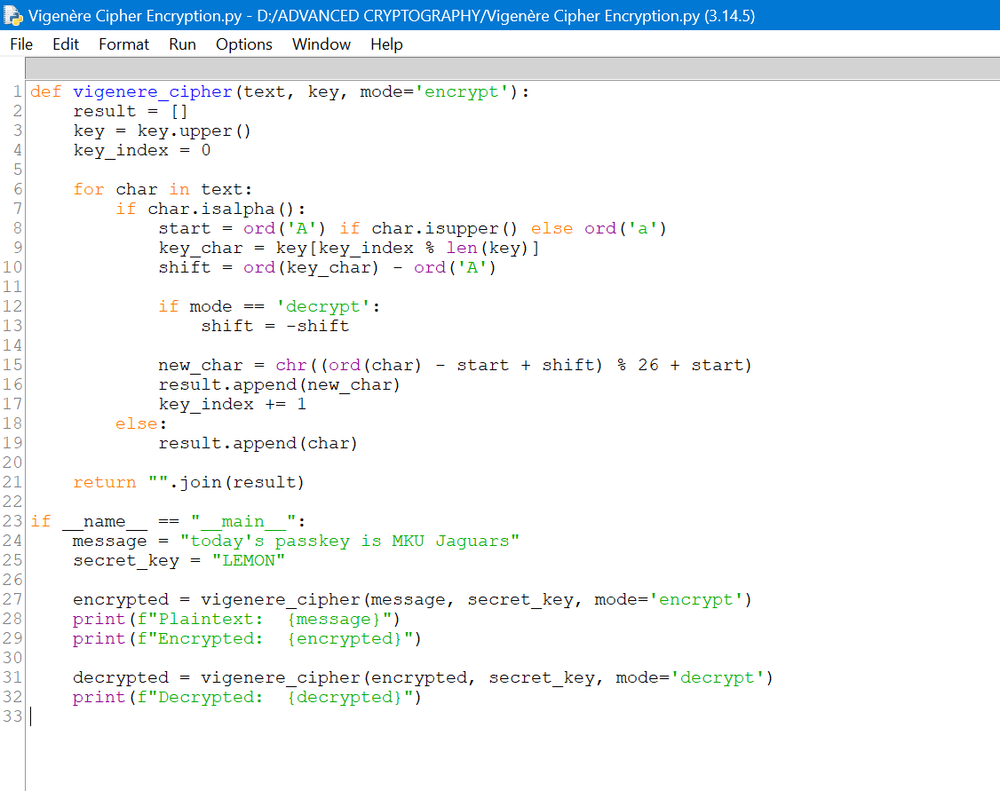 Vigenère Cipher Encryption.py - D:/ADVANCED CRYPTOGRAPHY/Vigenère Cipher Encryption.py (3.14.5)
File Edit Format Run Options Window Help
1 def vigenere_cipher(text, key, mode='encrypt'):
2     result = []
3     key = key.upper()
4     key_index = 0
5
6     for char in text:
7         if char.isalpha():
8             start = ord('A') if char.isupper() else ord('a')
9             key_char = key[key_index % len(key)]
10             shift = ord(key_char) - ord('A')
11
12             if mode == 'decrypt':
13                 shift = -shift
14
15             new_char = chr((ord(char) - start + shift) % 26 + start)
16             result.append(new_char)
17             key_index += 1
18         else:
19             result.append(char)
20
21     return "".join(result)
22
23 if __name__ == "__main__":
24     message = "today's passkey is MKU Jaguars"
25     secret_key = "LEMON"
26
27     encrypted = vigenere_cipher(message, secret_key, mode='encrypt')
28     print(f"Plaintext:  {message}")
29     print(f"Encrypted:  {encrypted}")
30
31     decrypted = vigenere_cipher(encrypted, secret_key, mode='decrypt')
32     print(f"Decrypted:  {decrypted}")
33